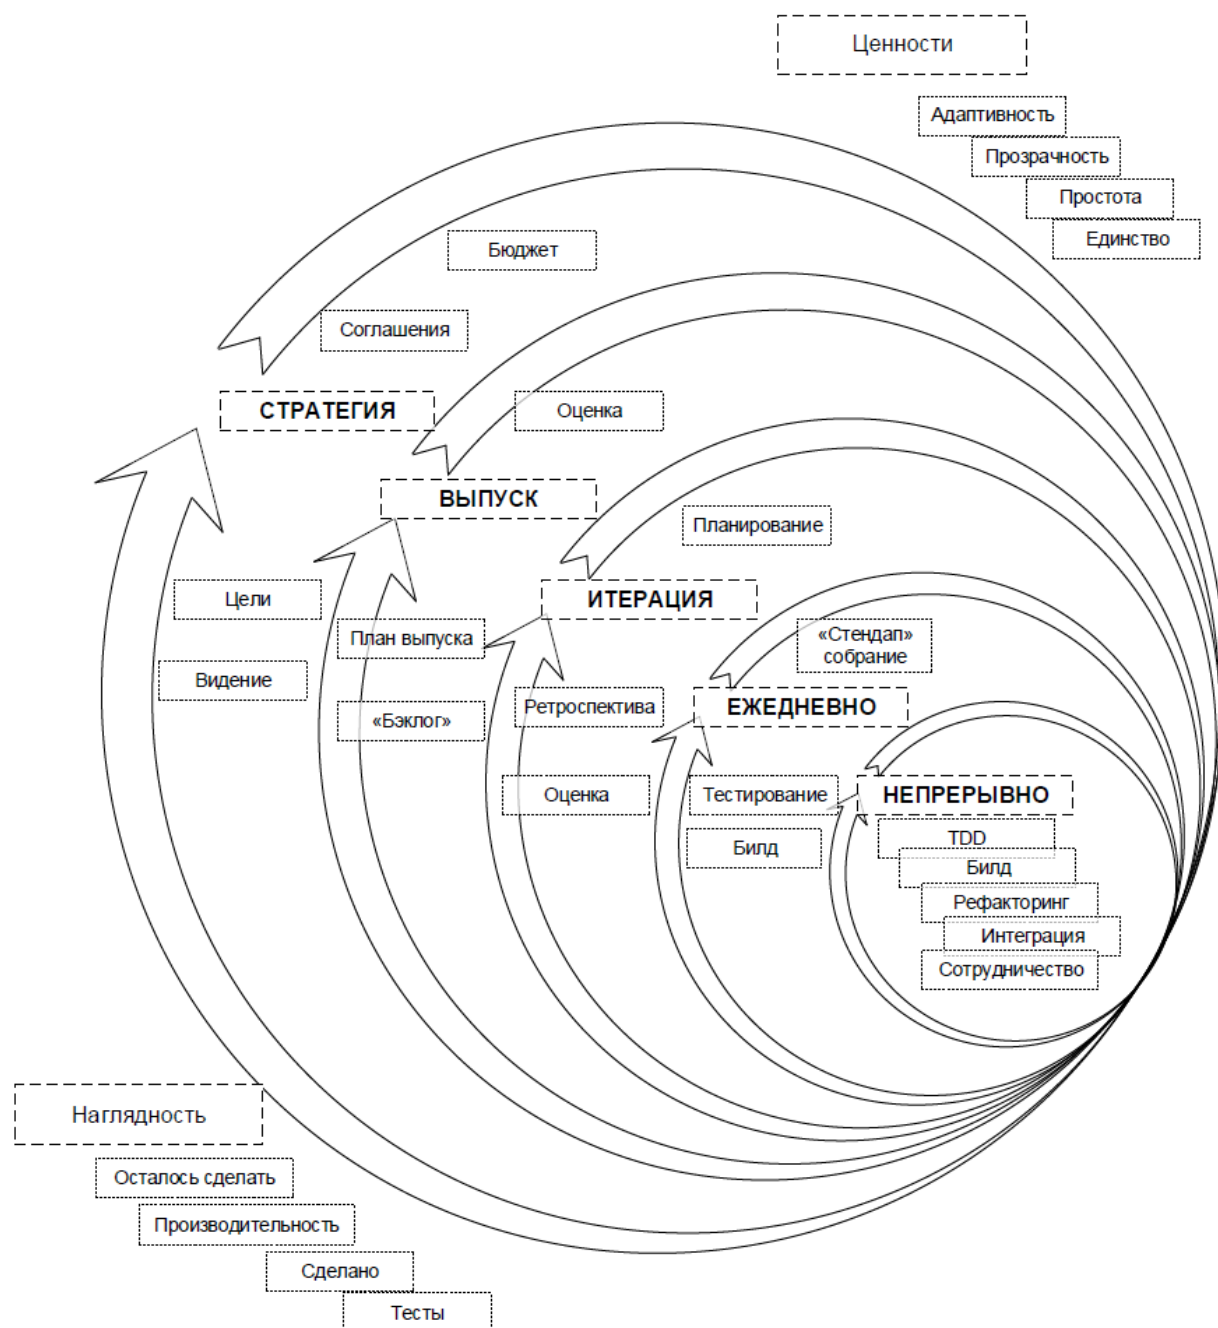 Ценности
Адаптивность
Прозрачность
Простота
Единство
Бюджет
Соглашения
СТРАТЕГИЯ
Оценка
ВЫПУСК
Планирование
Цели
ИТЕРАЦИЯ
План выпуска
«Стендап»
собрание
Видение
«Бэклог»
Ретроспектива
ЕЖЕДНЕВНО
Оценка
Тестирование
НЕПРЕРЫВНО
Билд
TDD
Билд
Рефакторинг
Интеграция
Сотрудничество
Наглядность
Осталось сделать
Производительность
Сделано
Тесты